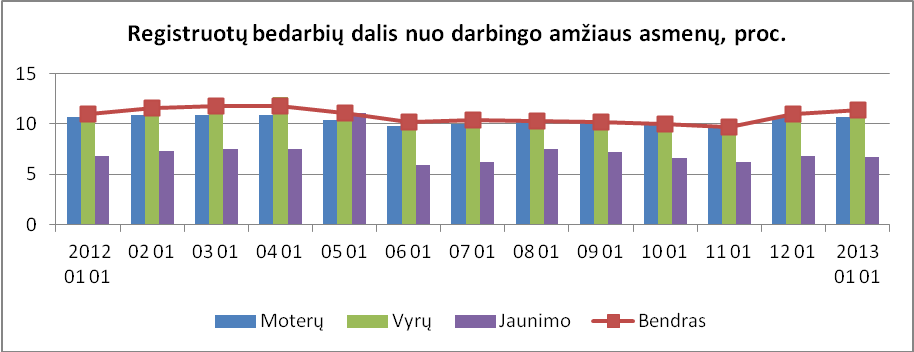 Registruotų bedarbių dalis nuo darbingo amžiaus asmenų, proc.
15
10
5
0
2012 02 01 03 01 04 01 05 01 06 01 07 01 08 01 09 01 10 01 11 01 12 01 2013
01 01 01 01
Moterų Vyrų Jaunimo Bendras